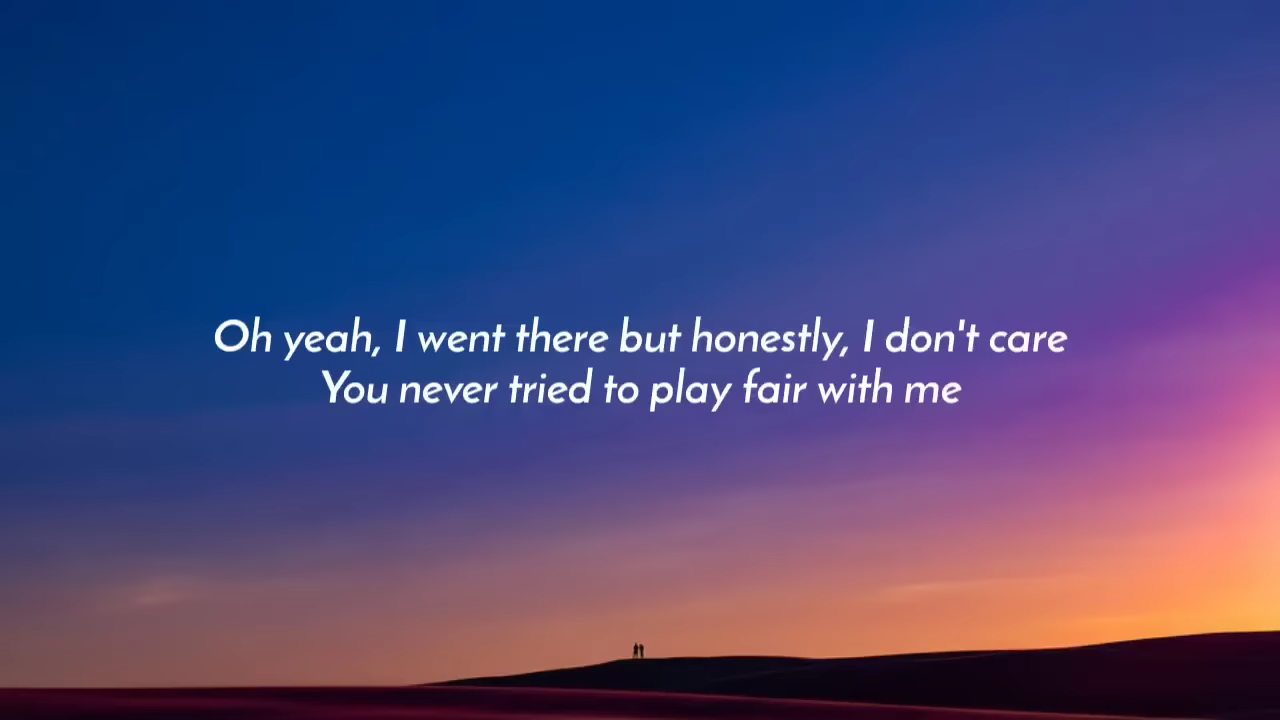 Oh yeah, I went there but honestly, I don't care
You never tried to play fair with me